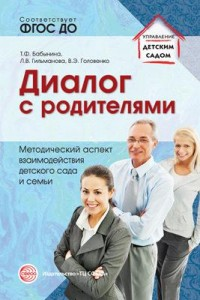 Соответствует
ФГОС ДО
УПРАВЛЕНИЕ
ДЕТСКИМ
САДОМ
Т.Ф. Бабынина,
Л.В. Гильманова, В.Э. Головенко
Диалог
с родителями
Методический аспект
взаимодействия
детского сада
и семьи